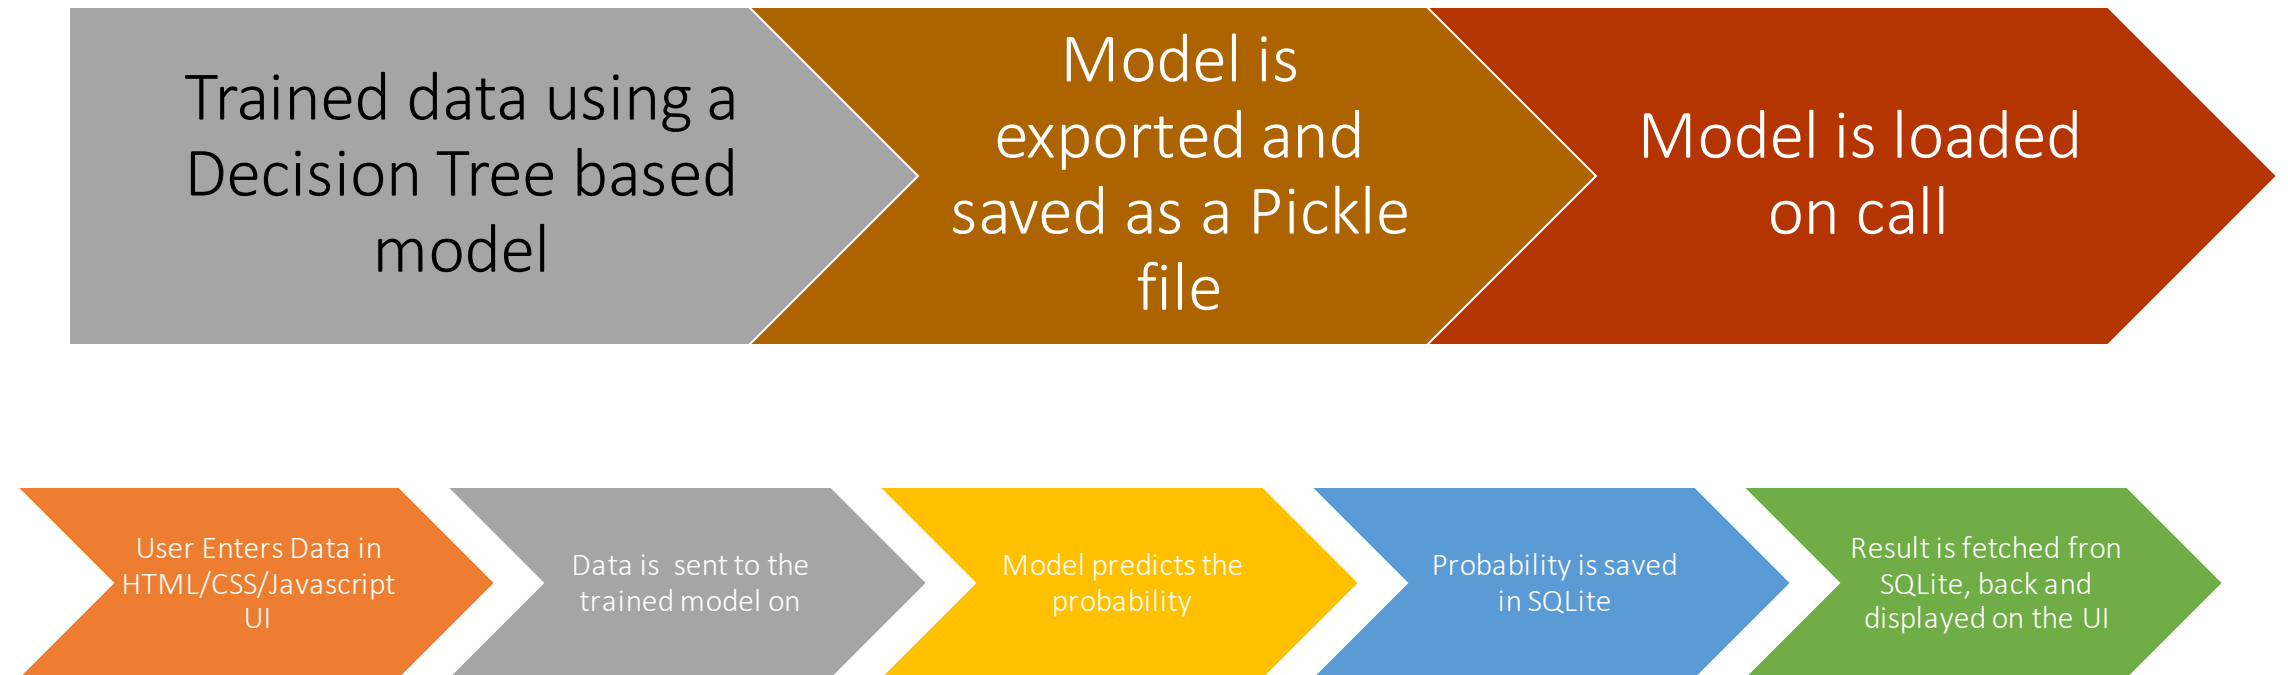 Trained data using a
Decision Tree based
model
Model is
exported and
saved as a Pickle
file
Model is loaded
on call
User Enters Data in
HTML/CSS/Javascript
UI
Data is  sent to the
trained model on
Model predicts the
probability
Probability is saved
in SQLite
Result is fetched fron
SQLite, back and
displayed on the UI